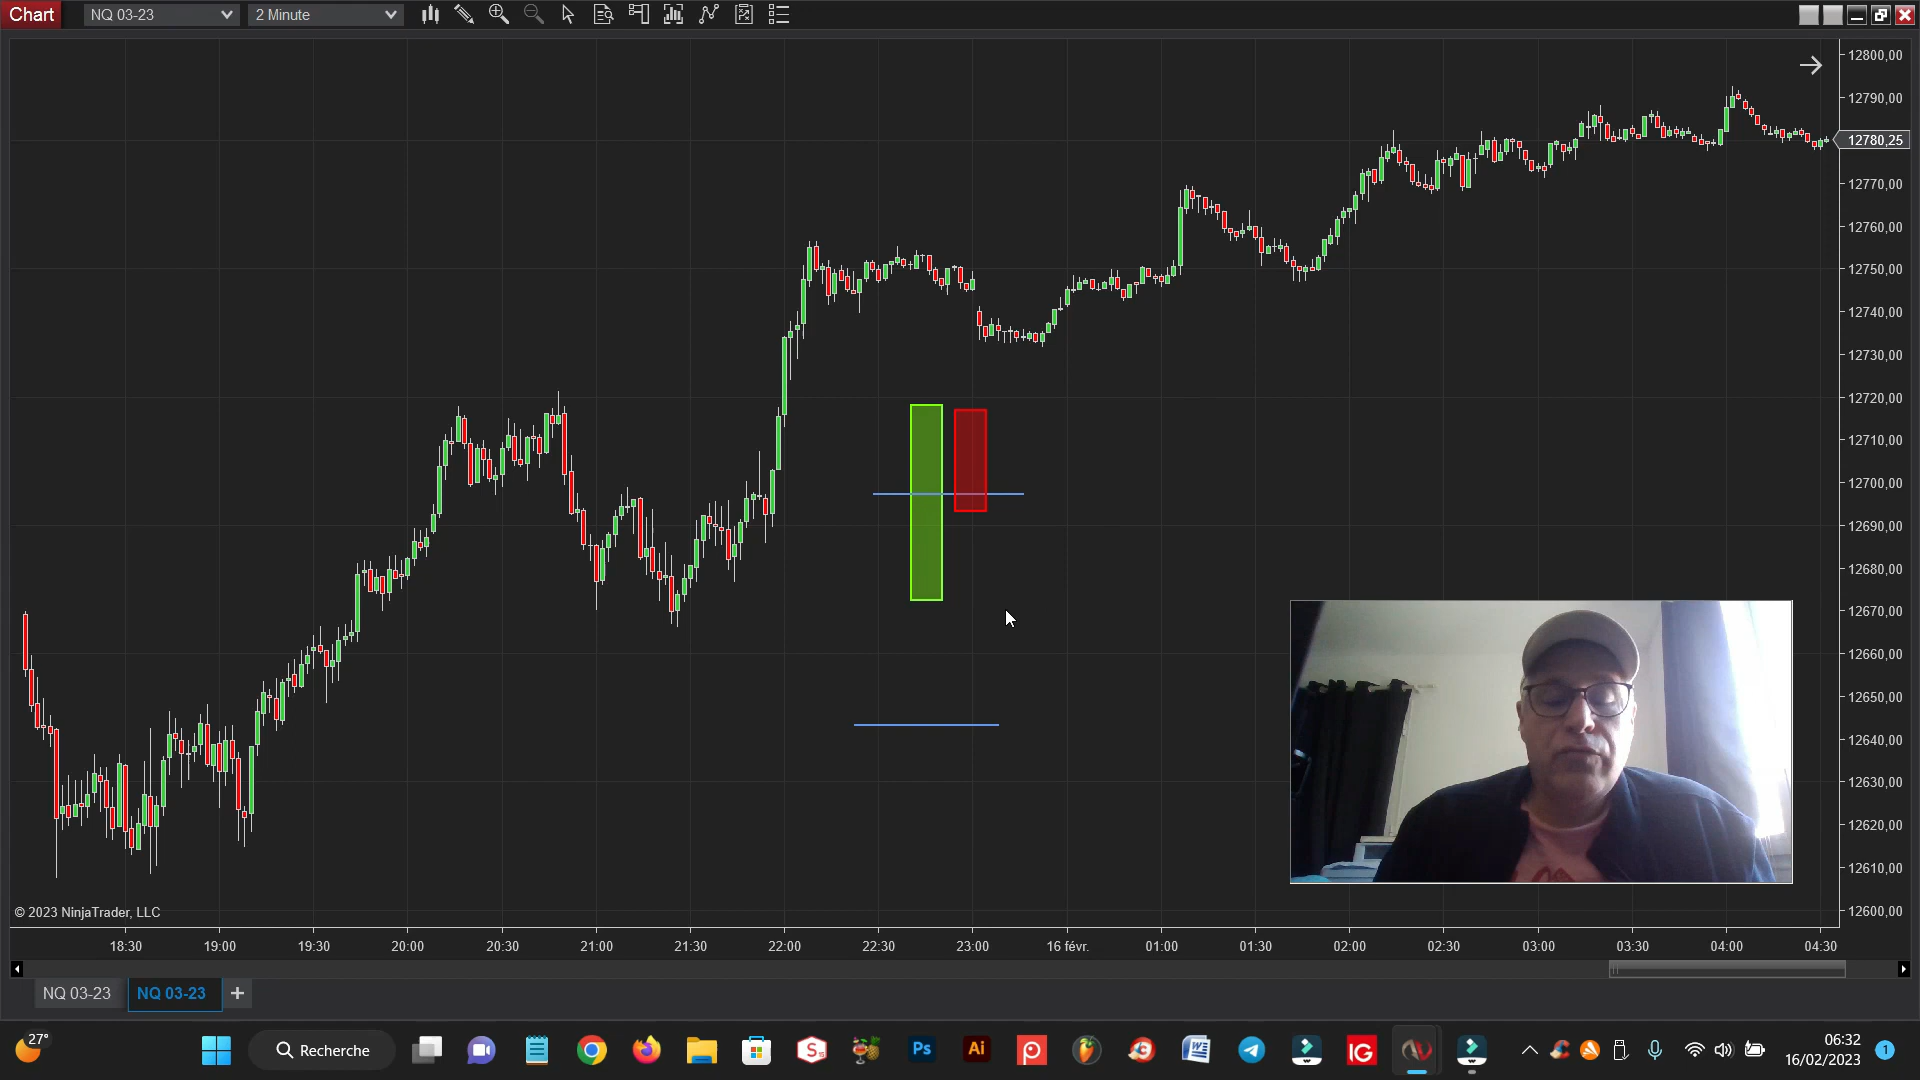 Chart
NQ 03-23
2 Minute
12800,00
12790,00
12780,25
12770,00
12760,00
12750,00
12740,00
12730,00
12720,00
12710,00
12700,00
12690,00
12680,00
12670,00
12660,00
12650,00
12640,00
12630,00
12620,00
12610,00
12600,00
© 2023 NinjaTrader, LLC
18:30 19:00 19:30 20:00 20:30 21:00 21:30 22:00 22:30 23:00 16 févr. 01:00 01:30 02:00 02:30 03:00 03:30 04:00 04:30
NQ 03-23
NQ 03-23
+
27°
Recherche
Ps
Ai
IG
06:32
16/02/2023
1